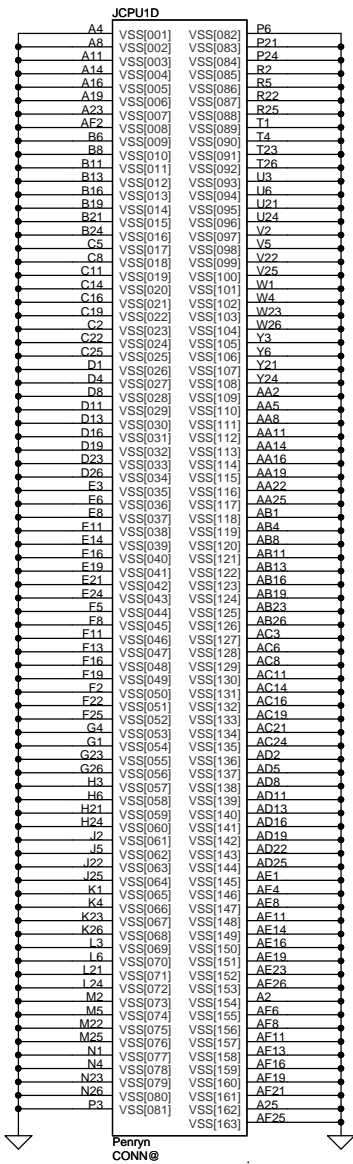 JCPU1D
A4 VSS[001] VSS[082] P6
A8 VSS[002] VSS[083] P21
A11 VSS[003] VSS[084] P24
A14 VSS[004] VSS[085] R2
A16 VSS[005] VSS[086] R5
A19 VSS[006] VSS[087] R22
A23 VSS[007] VSS[088] R25
AF2 VSS[008] VSS[089] T1
B6 VSS[009] VSS[090] T4
B8 VSS[010] VSS[091] T23
B11 VSS[011] VSS[092] T26
B13 VSS[012] VSS[093] U3
B16 VSS[013] VSS[094] U6
B19 VSS[014] VSS[095] U21
B21 VSS[015] VSS[096] U24
B24 VSS[016] VSS[097] V2
C5 VSS[017] VSS[098] V5
C8 VSS[018] VSS[099] V22
C11 VSS[019] VSS[100] V25
C14 VSS[020] VSS[101] W1
C16 VSS[021] VSS[102] W4
C19 VSS[022] VSS[103] W23
C2 VSS[023] VSS[104] W26
C22 VSS[024] VSS[105] Y3
C25 VSS[025] VSS[106] Y6
D1 VSS[026] VSS[107] Y21
D4 VSS[027] VSS[108] Y24
D8 VSS[028] VSS[109] AA2
D11 VSS[029] VSS[110] AA5
D13 VSS[030] VSS[111] AA8
D16 VSS[031] VSS[112] AA11
D19 VSS[032] VSS[113] AA14
D23 VSS[033] VSS[114] AA16
D26 VSS[034] VSS[115] AA19
E3 VSS[035] VSS[116] AA22
E6 VSS[036] VSS[117] AA25
E8 VSS[037] VSS[118] AB1
E11 VSS[038] VSS[119] AB4
E14 VSS[039] VSS[120] AB8
E16 VSS[040] VSS[121] AB11
E19 VSS[041] VSS[122] AB13
E21 VSS[042] VSS[123] AB16
E24 VSS[043] VSS[124] AB19
F5 VSS[044] VSS[125] AB23
F8 VSS[045] VSS[126] AB26
F11 VSS[046] VSS[127] AC3
F13 VSS[047] VSS[128] AC6
F16 VSS[048] VSS[129] AC8
F19 VSS[049] VSS[130] AC11
F2 VSS[050] VSS[131] AC14
F22 VSS[051] VSS[132] AC16
F25 VSS[052] VSS[133] AC19
G4 VSS[053] VSS[134] AC21
G1 VSS[054] VSS[135] AC24
G23 VSS[055] VSS[136] AD2
G26 VSS[056] VSS[137] AD5
H3 VSS[057] VSS[138] AD8
H6 VSS[058] VSS[139] AD11
H21 VSS[059] VSS[140] AD13
H24 VSS[060] VSS[141] AD16
J2 VSS[061] VSS[142] AD19
J5 VSS[062] VSS[143] AD22
J22 VSS[063] VSS[144] AD25
J25 VSS[064] VSS[145] AE1
K1 VSS[065] VSS[146] AE4
K4 VSS[066] VSS[147] AE8
K23 VSS[067] VSS[148] AE11
K26 VSS[068] VSS[149] AE14
L3 VSS[069] VSS[150] AE16
L6 VSS[070] VSS[151] AE19
L21 VSS[071] VSS[152] AE23
L24 VSS[072] VSS[153] AE26
M2 VSS[073] VSS[154] A2
M5 VSS[074] VSS[155] AF6
M22 VSS[075] VSS[156] AF8
M25 VSS[076] VSS[157] AF11
N1 VSS[077] VSS[158] AF13
N4 VSS[078] VSS[159] AF16
N23 VSS[079] VSS[160] AF19
N26 VSS[080] VSS[161] AF21
P3 VSS[081] VSS[162] A25
VSS[163] AF25
Penryn
CONN@